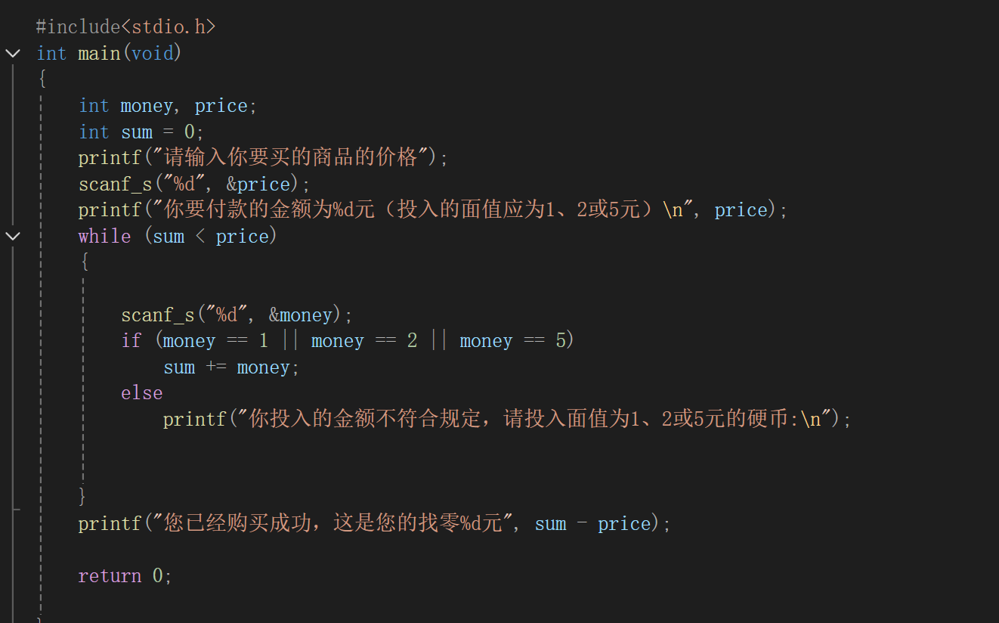 #include<stdio.h>
int main(void)
{
int money, price;
int sum = 0;
printf("请输入你要买的商品的价格");
scanf_s("%d", &price);
printf("你要付款的金额为%d元（投入的面值应为1、2或5元）\n", price);
while (sum < price)
{
scanf_s("%d", &money);
if (money == 1 || money == 2 || money == 5)
sum += money;
else
printf("你投入的金额不符合规定，请投入面值为1、2或5元的硬币:\n");
}
printf("您已经购买成功，这是您的找零%d元", sum - price);
return 0;
}